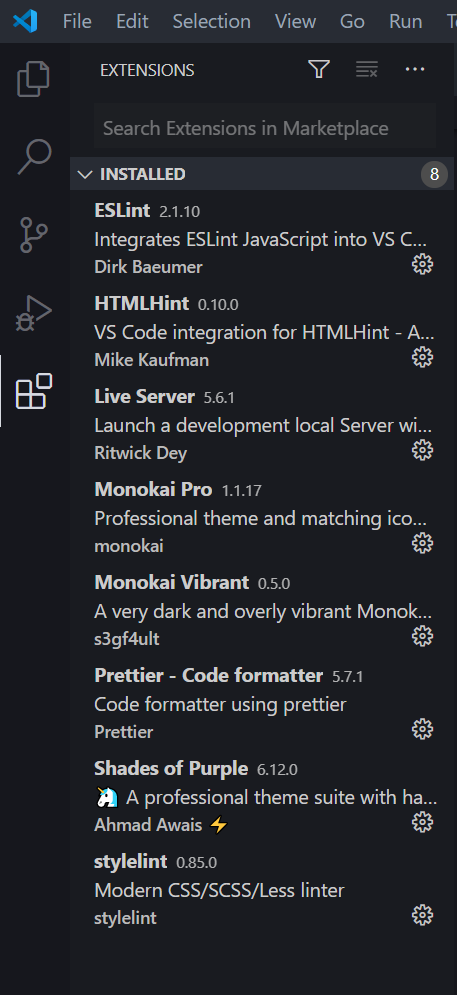 File Edit Selection View Go Run
EXTENSIONS
Search Extensions in Marketplace
INSTALLED 8
ESLint 2.1.10
Integrates ESLint JavaScript into VS C...
Dirk Baeumer
HTMLHint 0.10.0
VS Code integration for HTMLHint - A...
Mike Kaufman
Live Server 5.6.1
Launch a development local Server wi...
Ritwick Dey
Monokai Pro 1.1.17
Professional theme and matching ico...
monokai
Monokai Vibrant 0.5.0
A very dark and overly vibrant Monok...
s3gf4ult
Prettier - Code formatter 5.7.1
Code formatter using prettier
Prettier
Shades of Purple 6.12.0
🦄 A professional theme suite with ha...
Ahmad Awais ⚡
stylelint 0.85.0
Modern CSS/SCSS/Less linter
stylelint